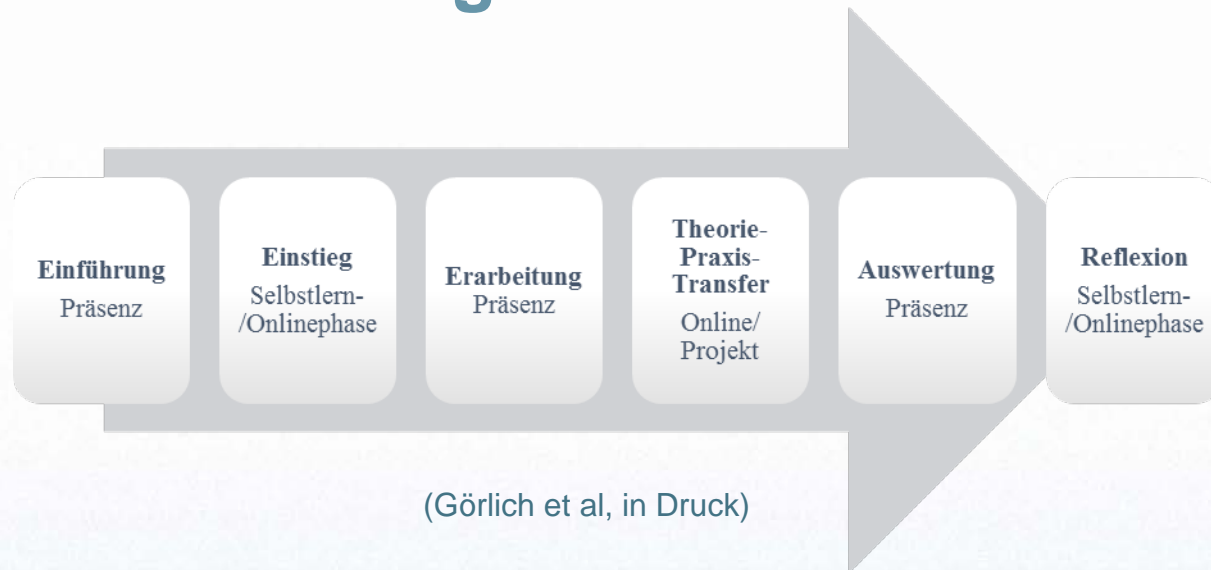 Einführung
Präsenz
Einstieg
Selbstlern-
/Onlinephase
Erarbeitung
Präsenz
Theorie-
Praxis-
Transfer
Online/
Projekt
Auswertung
Präsenz
Reflexion
Selbstlern-
/Onlinephase
(Görlich et al, in Druck)